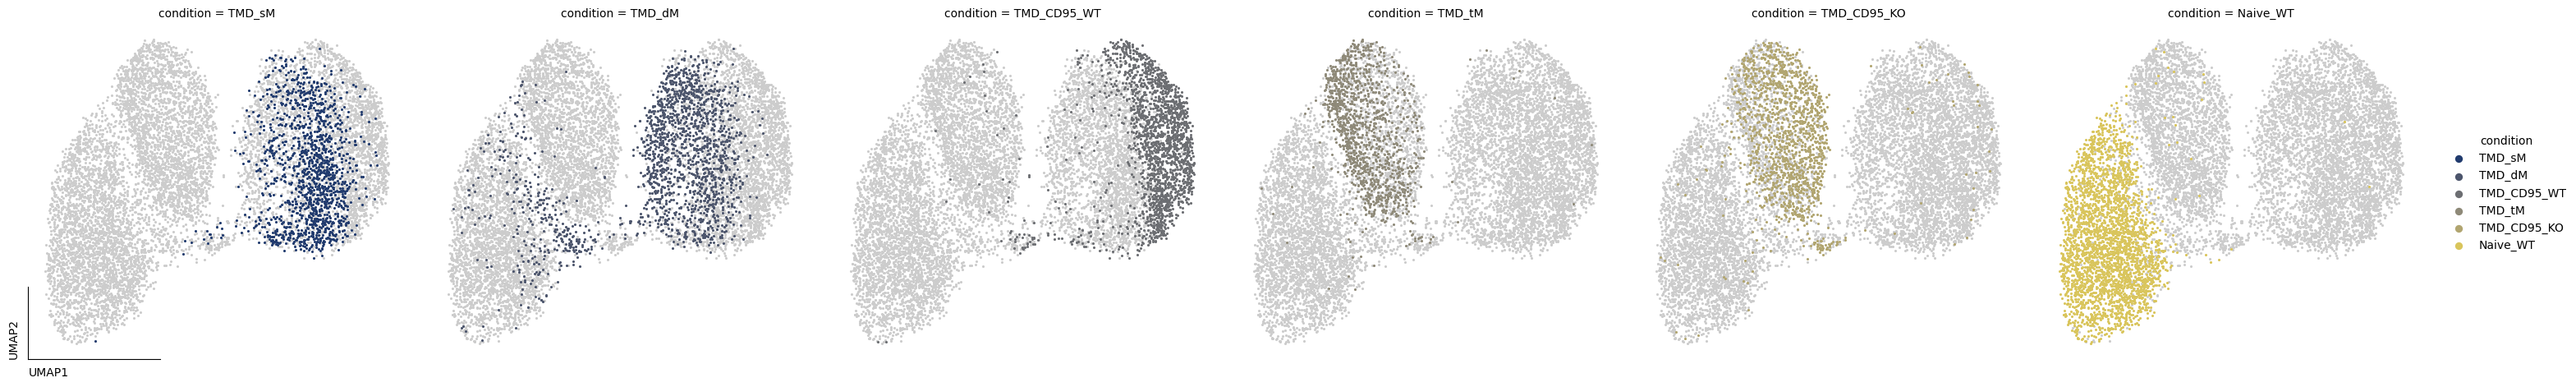 condition = TMD_sM
condition = TMD_dM
condition = TMD_CD95_WT
condition = TMD_tM
condition = TMD_CD95_KO
condition = Naive_WT
condition
TMD_sM
TMD_dM
TMD_CD95_WT
TMD_tM
TMD_CD95_KO
Naive_WT
UMAP2
UMAP1